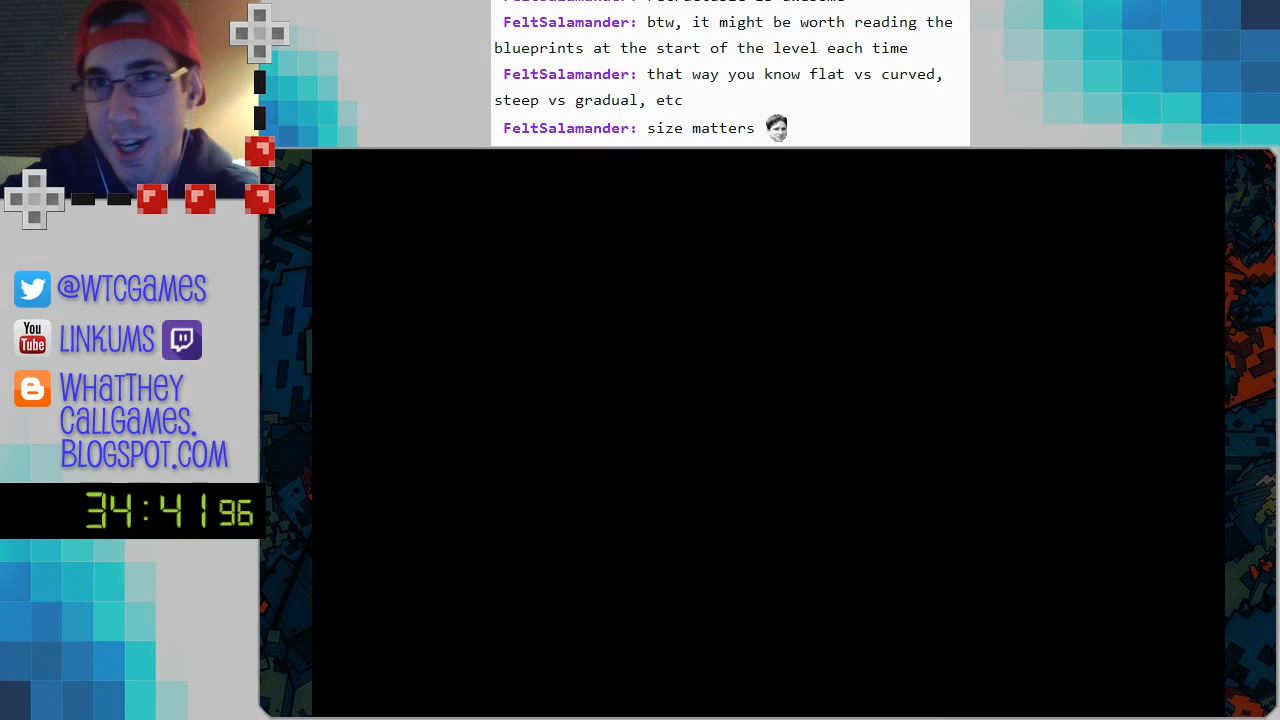 FeltSalamander: btw, it might be worth reading the
blueprints at the start of the level each time
FeltSalamander: that way you know flat vs curved,
steep vs gradual, etc
FeltSalamander: size matters
@WTCGames
You
Tube
LINKUMS
WhatThey
CallGames.
Blogspot.com
34:41 96